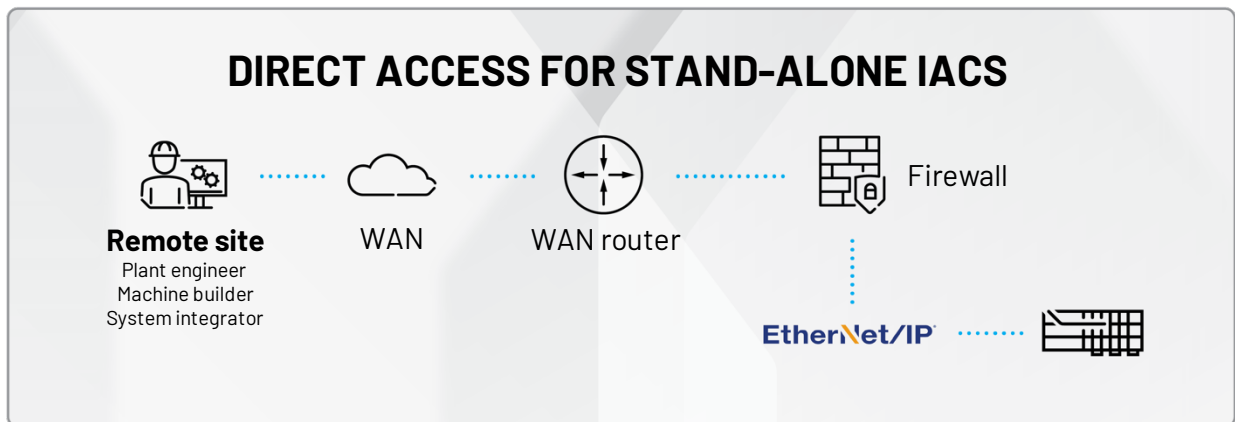 DIRECT ACCESS FOR STAND-ALONE IACS
Firewall
Remote site
WAN
WAN router
Plant engineer
Machine builder
System integrator
EtherNet/IP